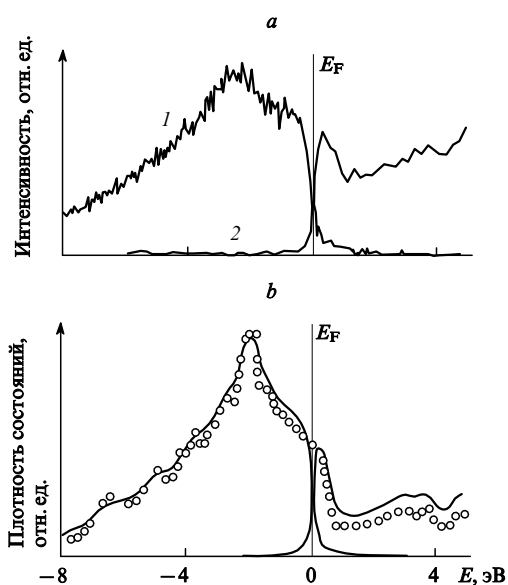 a
Интенсивность, отн. ед.
E_F
1
2
b
Плотность состояний,
отн. ед.
E_F
−8
−4
0
4
E, эВ